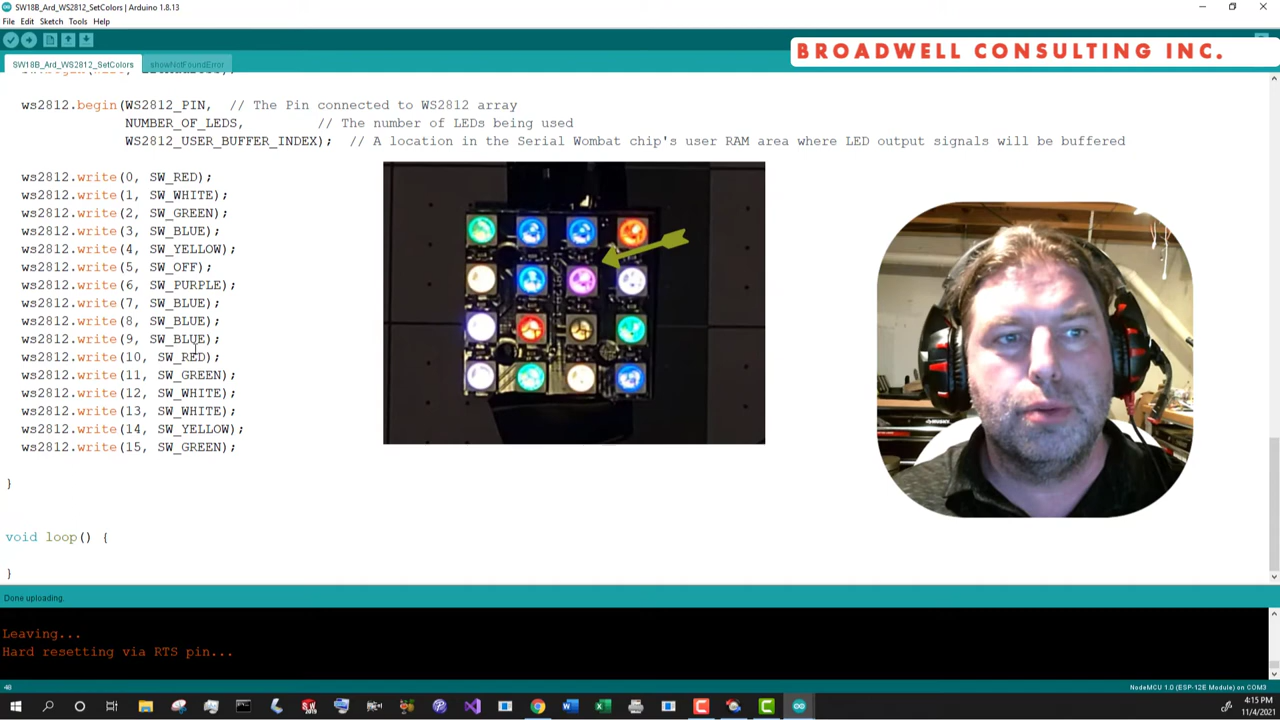 SW18B_Ard_WS2812_SetColors | Arduino 1.8.13
File Edit Sketch Tools Help
BROADWELL CONSULTING INC.
SW18B_Ard_WS2812_SetColors showNotFoundError
ws2812.begin(WS2812_PIN, // The Pin connected to WS2812 array
NUMBER_OF_LEDS, // The number of LEDs being used
WS2812_USER_BUFFER_INDEX); // A location in the Serial Wombat chip's user RAM area where LED output signals will be buffered
ws2812.write(0, SW_RED);
ws2812.write(1, SW_WHITE);
ws2812.write(2, SW_GREEN);
ws2812.write(3, SW_BLUE);
ws2812.write(4, SW_YELLOW);
ws2812.write(5, SW_OFF);
ws2812.write(6, SW_PURPLE);
ws2812.write(7, SW_BLUE);
ws2812.write(8, SW_BLUE);
ws2812.write(9, SW_BLUE);
ws2812.write(10, SW_RED);
ws2812.write(11, SW_GREEN);
ws2812.write(12, SW_WHITE);
ws2812.write(13, SW_WHITE);
ws2812.write(14, SW_YELLOW);
ws2812.write(15, SW_GREEN);
}
void loop() {
}
Done uploading.
Leaving...
Hard resetting via RTS pin...
48 NodeMCU 1.0 (ESP-12E Module) on COM3
4:15 PM
11/4/2021